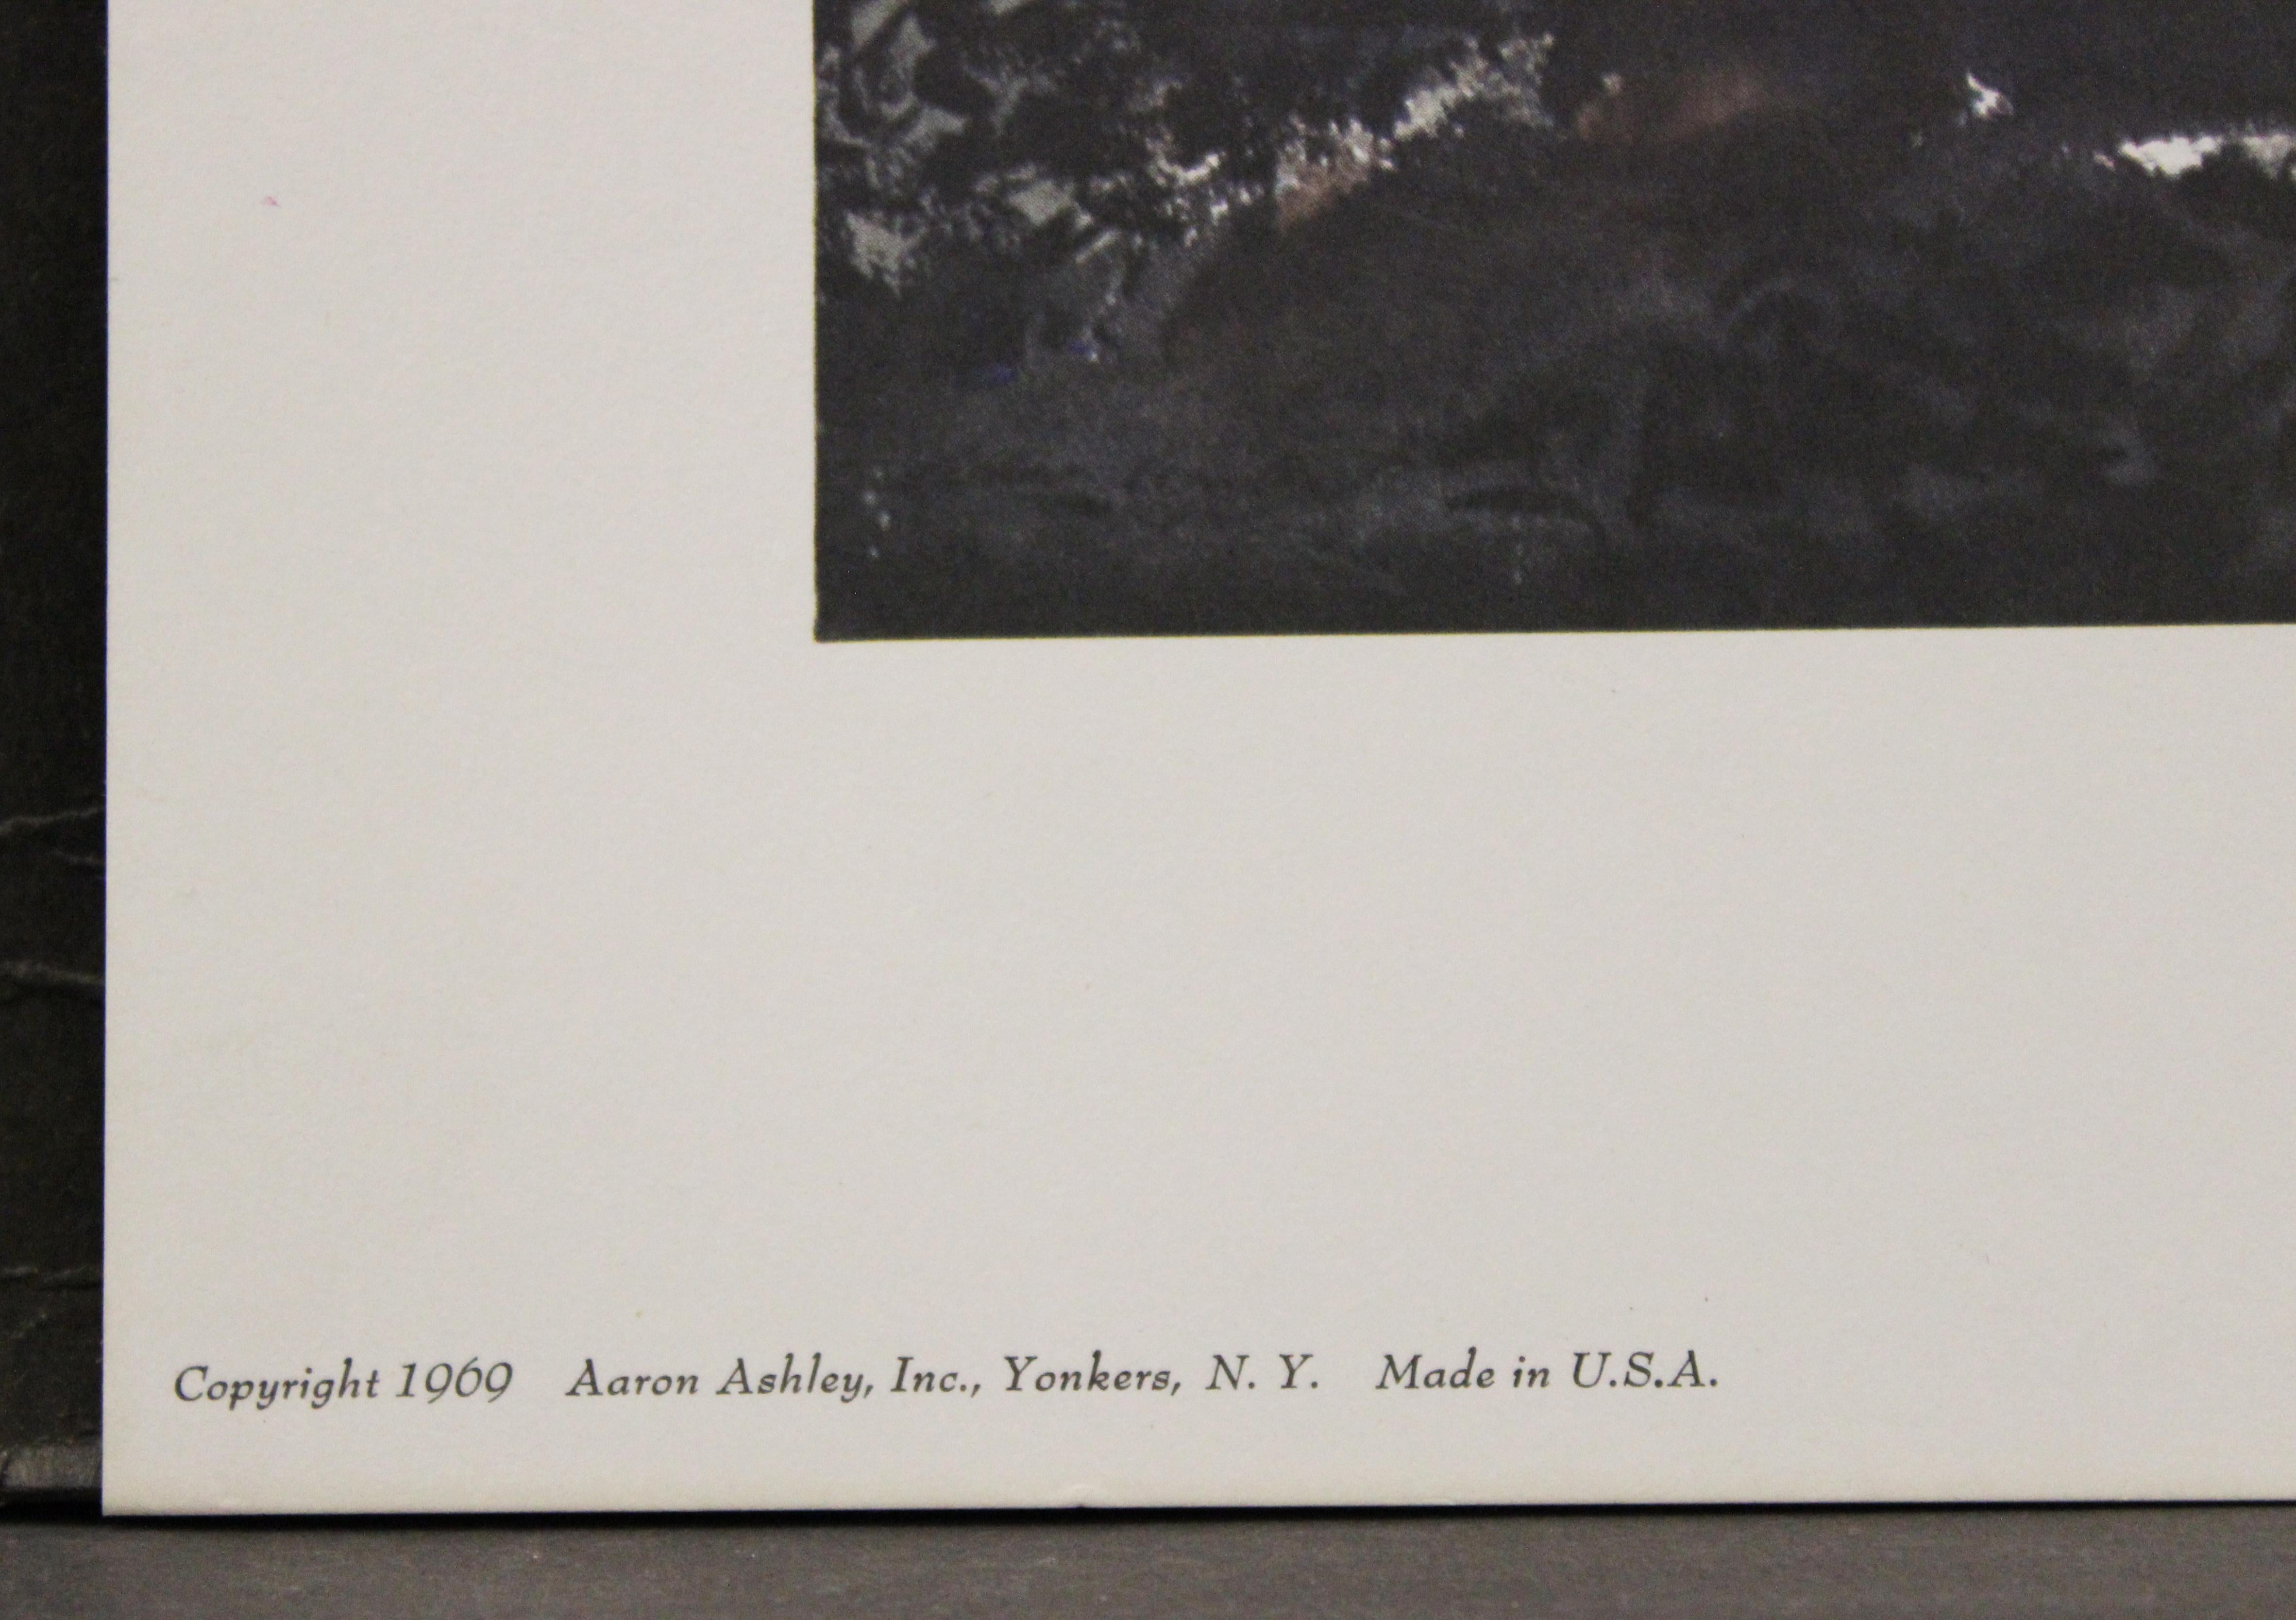 Copyright 1969 Aaron Ashley, Inc., Yonkers, N. Y. Made in U.S.A.